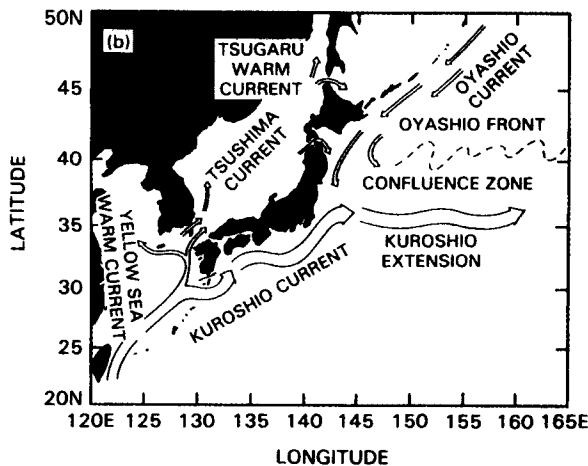 50N
(b)
TSUGARU
WARM
CURRENT
OYASHIO
CURRENT
45
OYASHIO FRONT
TSUSHIMA
CURRENT
40
CONFLUENCE ZONE
LATITUDE
35
YELLOW SEA
WARM CURRENT
KUROSHIO
EXTENSION
30
KUROSHIO CURRENT
25
20N
120E 125 130 135 140 145 150 155 160 165E
LONGITUDE